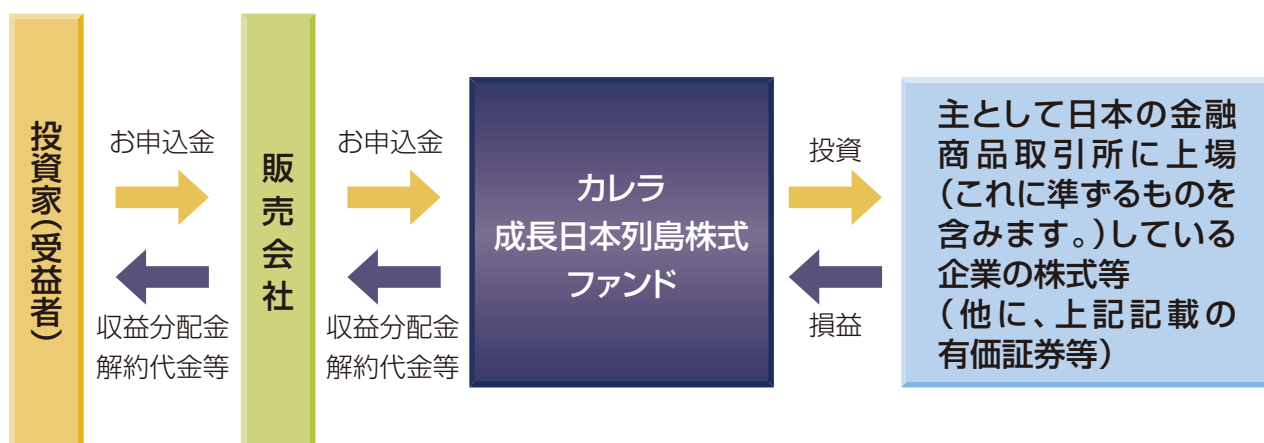 投資家（受益者）
お申込金
収益分配金
解約代金等
販売会社
お申込金
収益分配金
解約代金等
カレラ
成長日本列島株式
ファンド
投資
損益
主として日本の金融
商品取引所に上場
（これに準ずるものを
含みます。）している
企業の株式等
（他に、上記記載の
有価証券等）